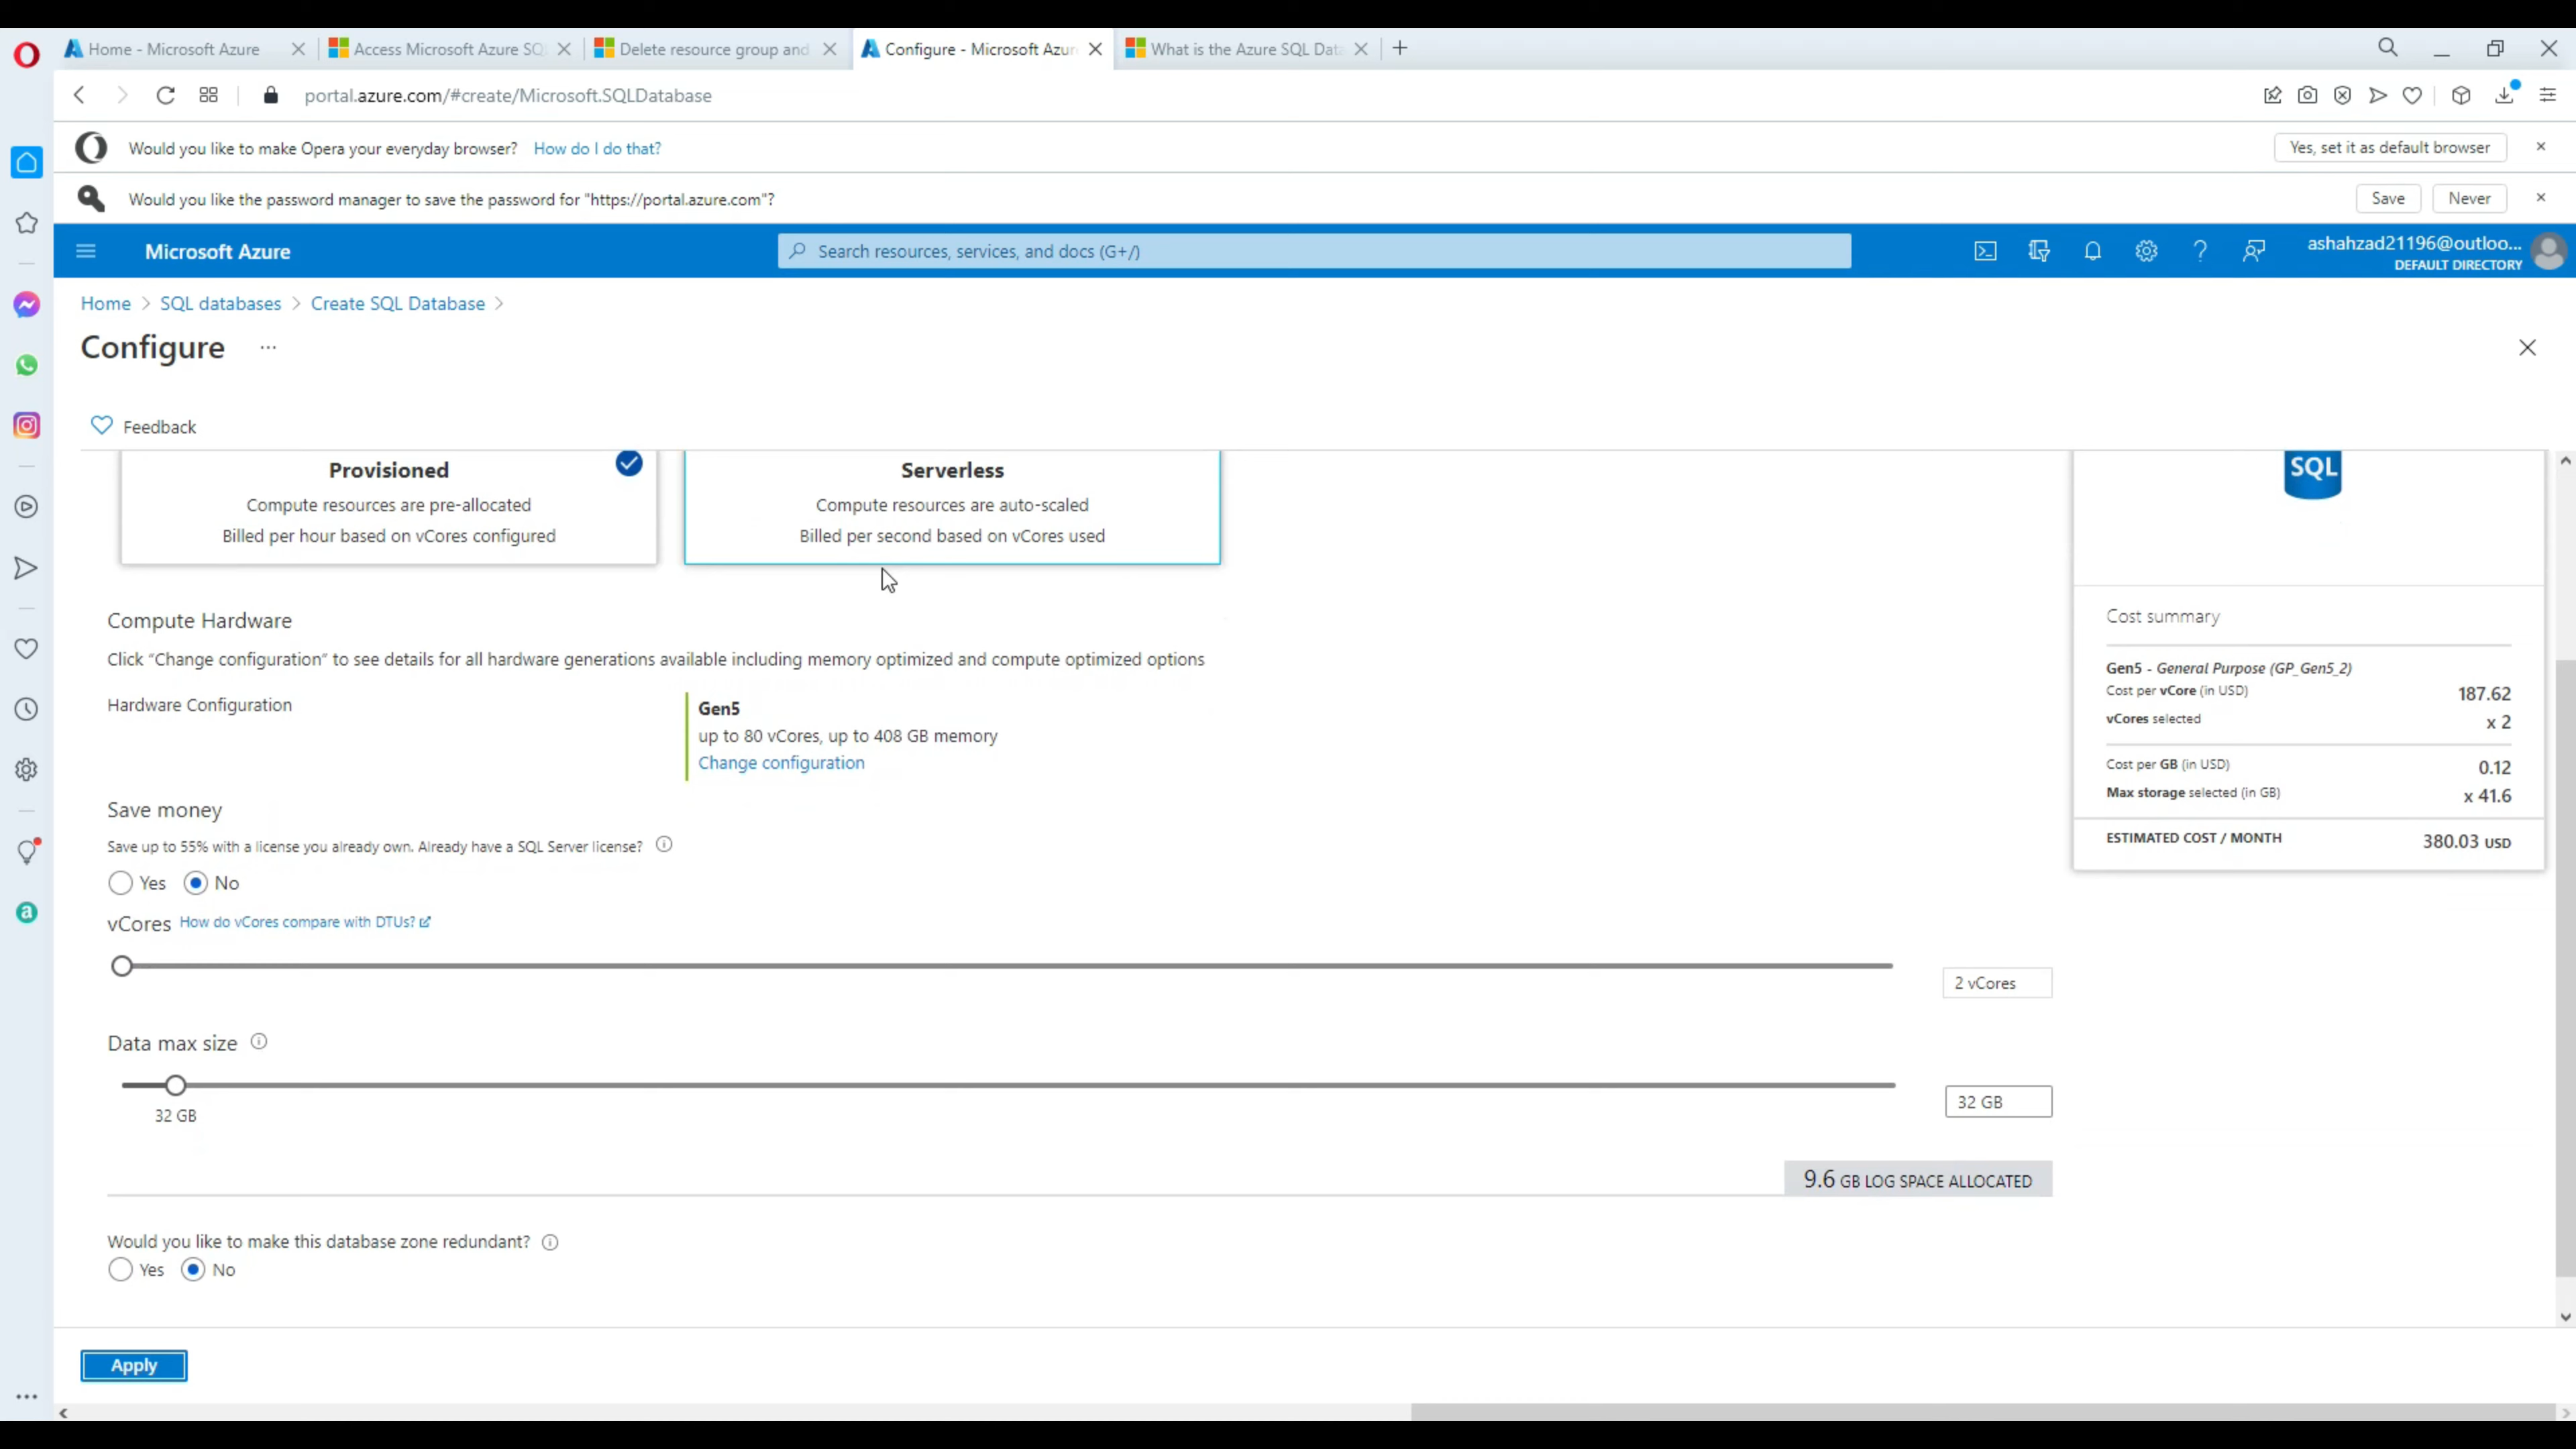 Home - Microsoft Azure
Access Microsoft Azure SQ
Delete resource group and
Configure - Microsoft Azur
What is the Azure SQL Dat
portal.azure.com/#create/Microsoft.SQLDatabase
Would you like to make Opera your everyday browser? How do I do that?
Yes, set it as default browser
Would you like the password manager to save the password for "https://portal.azure.com"?
Save
Never
Microsoft Azure
Search resources, services, and docs (G+/)
ashahzad21196@outloo...
DEFAULT DIRECTORY
Home > SQL databases > Create SQL Database >
Configure ...
Feedback
Provisioned
Compute resources are pre-allocated
Billed per hour based on vCores configured
Serverless
Compute resources are auto-scaled
Billed per second based on vCores used
SQL
Compute Hardware
Click "Change configuration" to see details for all hardware generations available including memory optimized and compute optimized options
Hardware Configuration
Gen5
up to 80 vCores, up to 408 GB memory
Change configuration
Save money
Save up to 55% with a license you already own. Already have a SQL Server license?
Yes
No
vCores How do vCores compare with DTUs?
2 vCores
Data max size
32 GB
32 GB
9.6 GB LOG SPACE ALLOCATED
Would you like to make this database zone redundant?
Yes
No
Cost summary
Gen5 - General Purpose (GP_Gen5_2)
Cost per vCore (in USD) 187.62
vCores selected x 2
Cost per GB (in USD) 0.12
Max storage selected (in GB) x 41.6
ESTIMATED COST / MONTH 380.03 USD
Apply